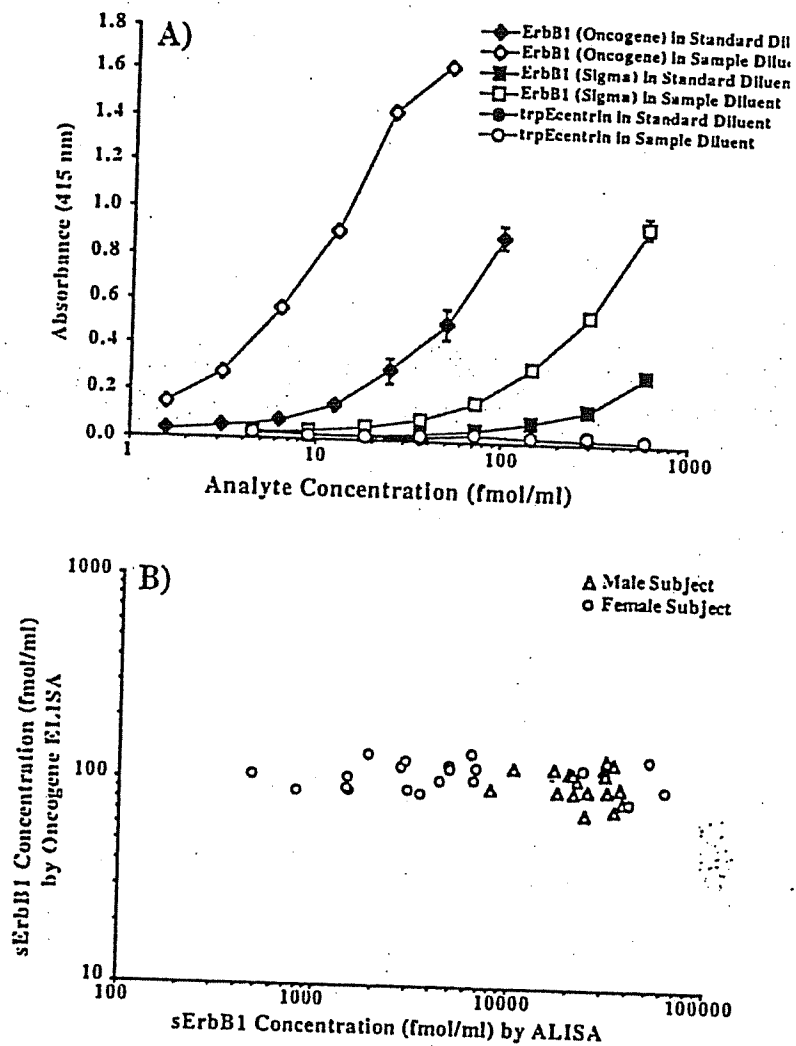 A)
1.8
1.6
1.4
1.2
1.0
0.8
0.6
0.4
0.2
0.0
Absorbance (415 nm)
ErbB1 (Oncogene) in Standard Dil
ErbB1 (Oncogene) in Sample Dilue
ErbB1 (Sigma) in Standard Diluen
ErbB1 (Sigma) in Sample Diluent
trpEcentrin in Standard Diluent
trpEcentrin in Sample Diluent
1 10 100 1000
Analyte Concentration (fmol/ml)
B)
1000
100
10
sErbB1 Concentration (fmol/ml)
by Oncogene ELISA
Male Subject
Female Subject
100 1000 10000 100000
sErbB1 Concentration (fmol/ml) by ALISA